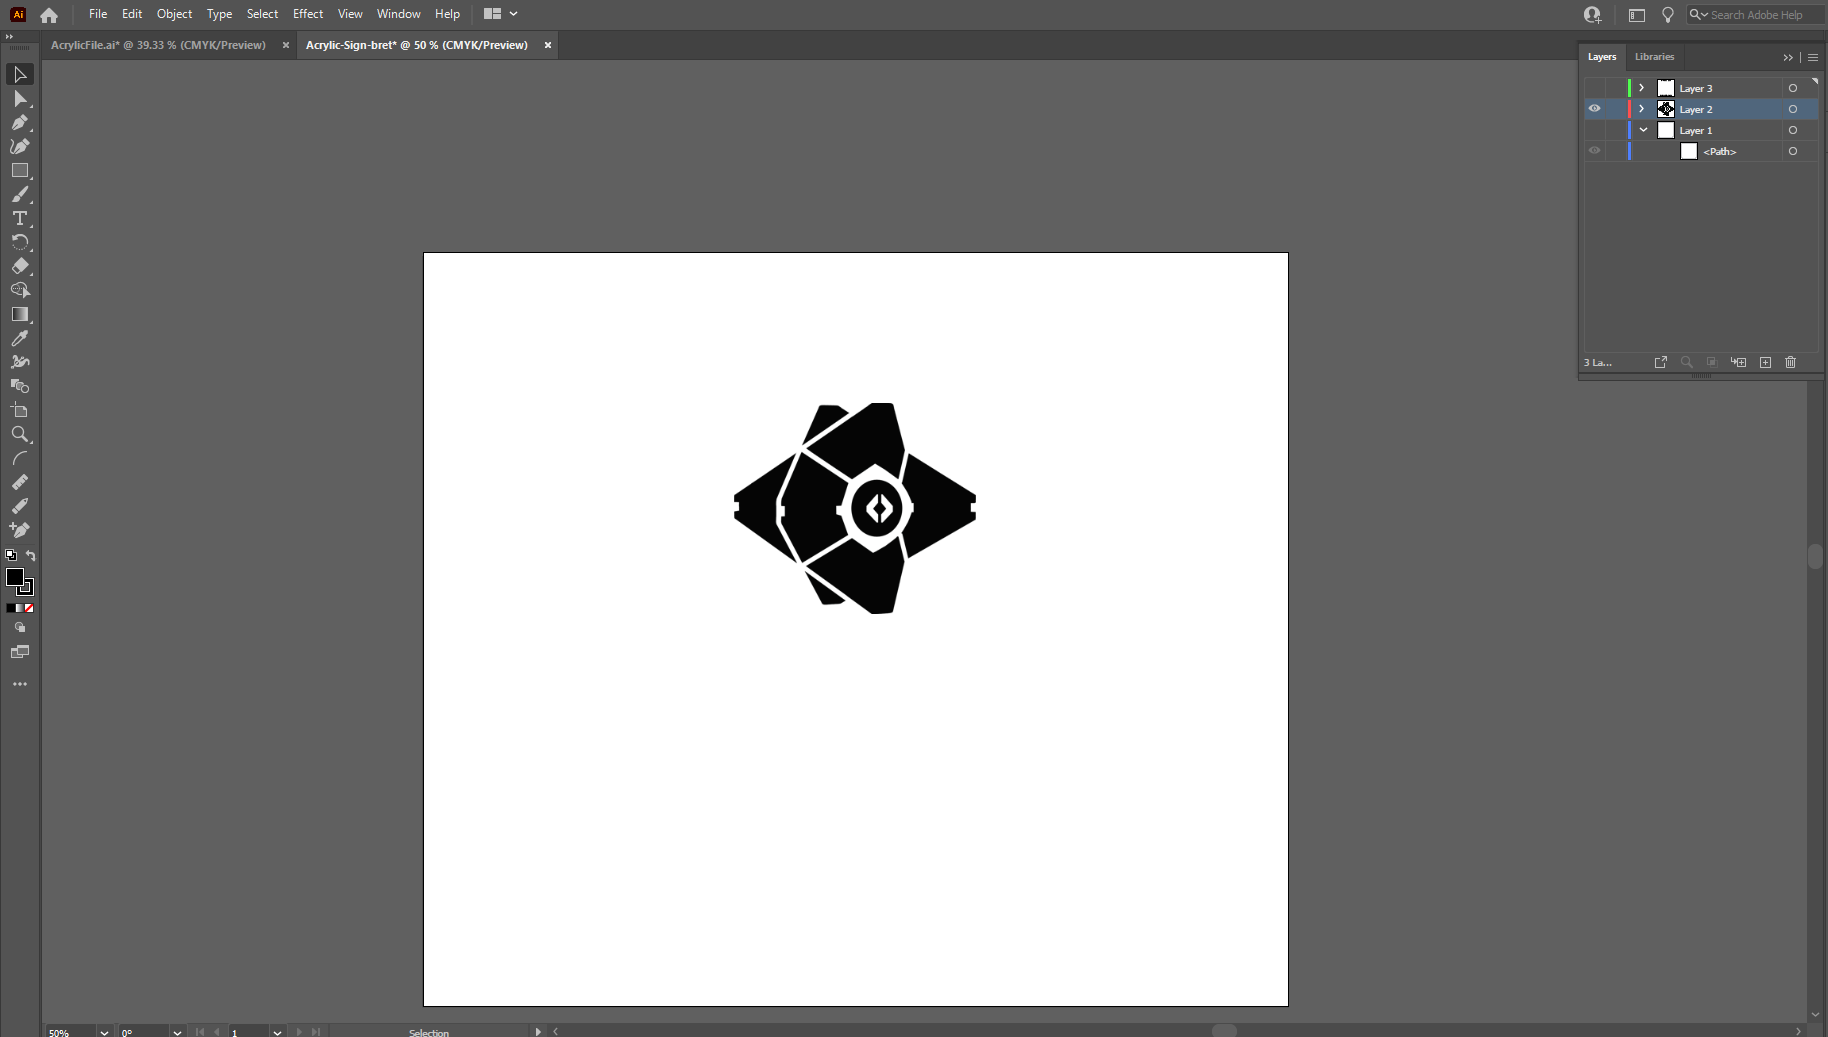 Ai File Edit Object Type Select Effect View Window Help Search Adobe Help
AcrylicFile.ai* @ 39.33 % (CMYK/Preview) × Acrylic-Sign-bret* @ 50 % (CMYK/Preview) ×
Layers Libraries
Layer 3
Layer 2
Layer 1
<Path>
3 La...
50% 0° 1 Selection